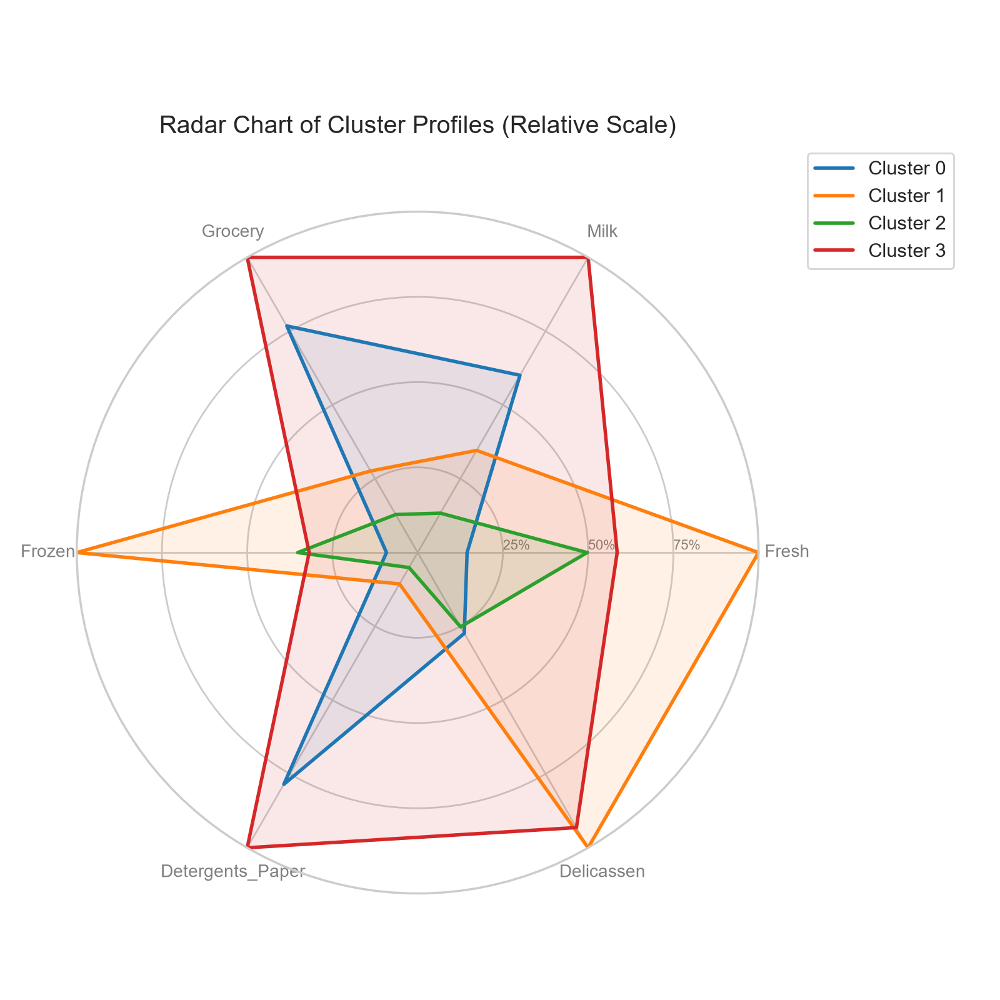 Radar Chart of Cluster Profiles (Relative Scale)
Cluster 0
Cluster 1
Cluster 2
Cluster 3
Grocery
Milk
Frozen
25%
50%
75%
Fresh
Detergents_Paper
Delicassen